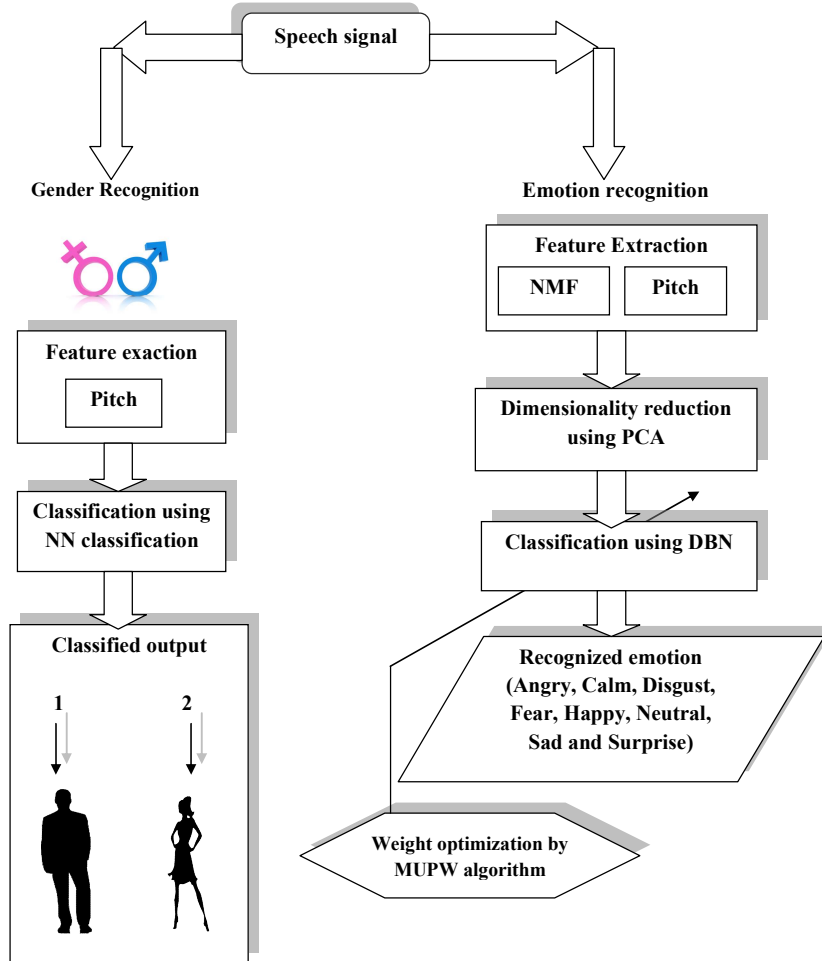 Speech signal
Gender Recognition
Feature exaction
Pitch
Classification using
NN classification
Classified output
1
2
Emotion recognition
Feature Extraction
NMF
Pitch
Dimensionality reduction
using PCA
Classification using DBN
Recognized emotion
(Angry, Calm, Disgust,
Fear, Happy, Neutral,
Sad and Surprise)
Weight optimization by
MUPW algorithm